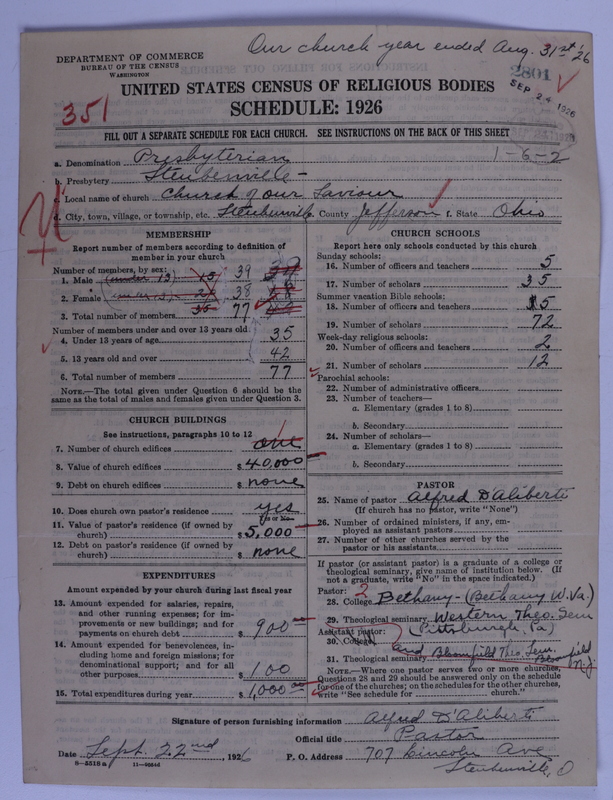 Our church year ended Aug. 31st '26
DEPARTMENT OF COMMERCE
BUREAU OF THE CENSUS
WASHINGTON
2801
SEP 24 1926
UNITED STATES CENSUS OF RELIGIOUS BODIES
SCHEDULE: 1926
351
FILL OUT A SEPARATE SCHEDULE FOR EACH CHURCH. SEE INSTRUCTIONS ON THE BACK OF THIS SHEET
a. Denomination Presbyterian 1-6-2
b. Presbytery Steubenville
c. Local name of church Church of our Saviour
d. City, town, village, or township, etc. Steubenville e. County Jefferson f. State Ohio
MEMBERSHIP
Report number of members according to definition of
member in your church
Number of members, by sex:
1. Male (under 13) 15 39
2. Female 38
3. Total number of members 35 77
Number of members under and over 13 years old:
4. Under 13 years of age 35
5. 13 years old and over 42
6. Total number of members 77
NOTE.—The total given under Question 6 should be the
same as the total of males and females given under Question 3.
CHURCH BUILDINGS
See instructions, paragraphs 10 to 12
7. Number of church edifices one
8. Value of church edifices $ 40,000
9. Debt on church edifices $ none
10. Does church own pastor's residence yes
Yes or No
11. Value of pastor's residence (if owned by
church) $ 5,000
12. Debt on pastor's residence (if owned by
church) $ none
EXPENDITURES
Amount expended by your church during last fiscal year
13. Amount expended for salaries, repairs,
and other running expenses; for im-
provements or new buildings; and for
payments on church debt $ 900
14. Amount expended for benevolences, in-
cluding home and foreign missions; for
denominational support; and for all
other purposes $ 100
15. Total expenditures during year $ 1,000 00
CHURCH SCHOOLS
Report here only schools conducted by this church
Sunday schools:
16. Number of officers and teachers 5
17. Number of scholars 35
Summer vacation Bible schools:
18. Number of officers and teachers 5
19. Number of scholars 72
Week-day religious schools:
20. Number of officers and teachers 2
21. Number of scholars 12
Parochial schools:
22. Number of administrative officers
23. Number of teachers—
a. Elementary (grades 1 to 8)
b. Secondary
24. Number of scholars—
a. Elementary (grades 1 to 8)
b. Secondary
PASTOR
25. Name of pastor Alfred D'Aliberti
(If church has no pastor, write "None")
26. Number of ordained ministers, if any, em-
ployed as assistant pastors
27. Number of other churches served by the
pastor or his assistants
If pastor (or assistant pastor) is a graduate of a college or
theological seminary, give name of institution below. (If
not a graduate, write "No" in the space indicated.)
Pastor: 2
28. College Bethany - (Bethany W. Va.)
29. Theological seminary Western Theo. Sem
Assistant pastor: (Pittsburgh, Pa)
30. College and Bloomfield Theo. Sem.
31. Theological seminary Bloomfield N.J.
NOTE.—Where one pastor serves two or more churches,
Questions 28 and 29 should be answered only on the schedule
for one of the churches; on the schedules for the other churches,
write "See schedule for church."
Signature of person furnishing information Alfred D'Aliberti
Official title Pastor
Date Sept. 22nd, 1926 P. O. Address 707 Lincoln Ave
8-5518a 11-9864d Steubenville, O